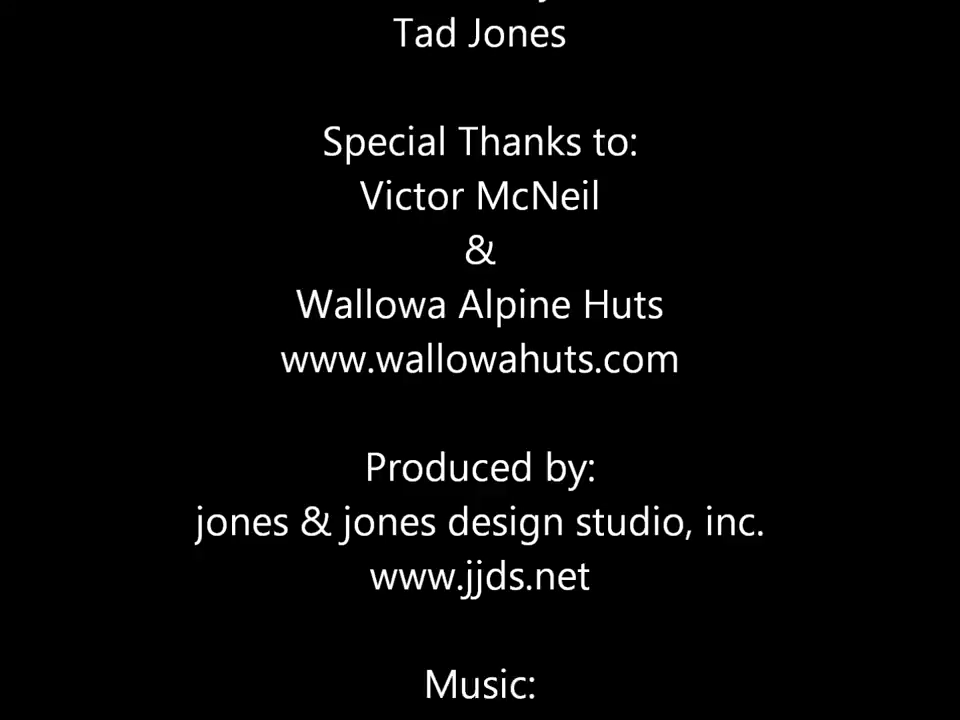 Tad Jones
Special Thanks to:
Victor McNeil
&
Wallowa Alpine Huts
www.wallowahuts.com
Produced by:
jones & jones design studio, inc.
www.jjds.net
Music: